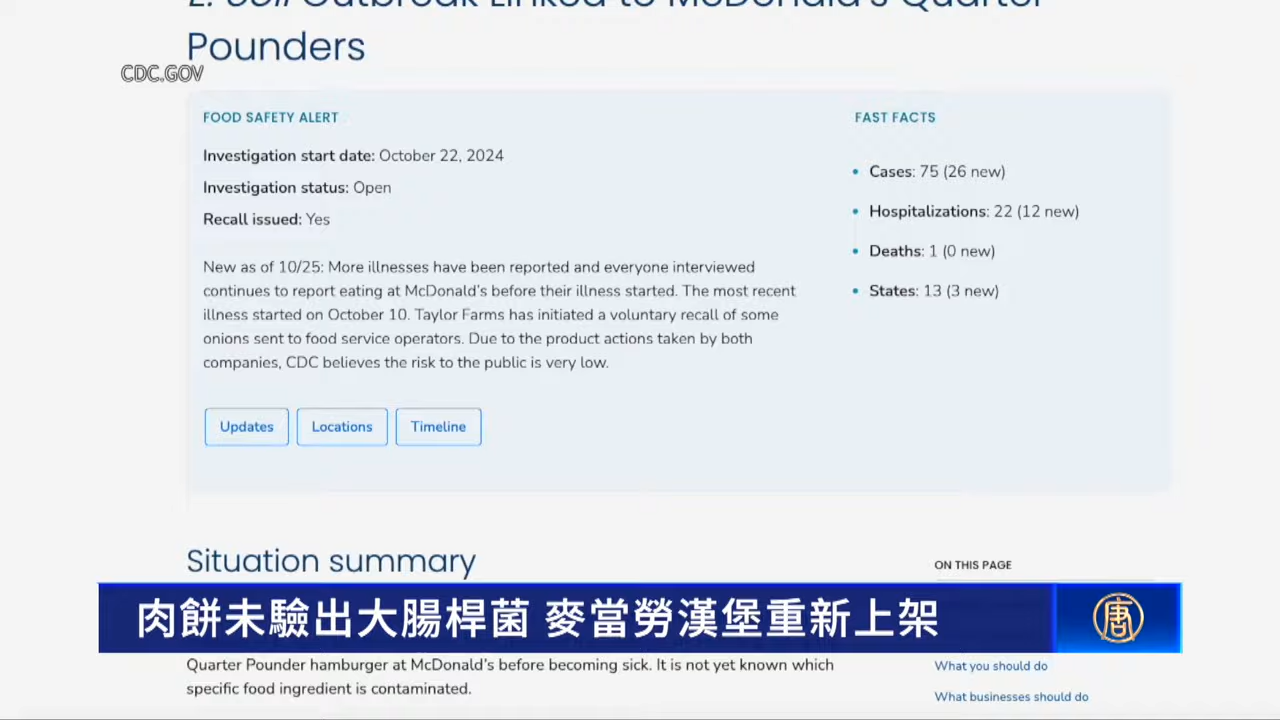 E. coli Outbreak Linked to McDonald's Quarter
Pounders
CDC.GOV
FOOD SAFETY ALERT
Investigation start date: October 22, 2024
Investigation status: Open
Recall issued: Yes
New as of 10/25: More illnesses have been reported and everyone interviewed
continues to report eating at McDonald's before their illness started. The most recent
illness started on October 10. Taylor Farms has initiated a voluntary recall of some
onions sent to food service operators. Due to the product actions taken by both
companies, CDC believes the risk to the public is very low.
Updates
Locations
Timeline
FAST FACTS
• Cases: 75 (26 new)
• Hospitalizations: 22 (12 new)
• Deaths: 1 (0 new)
• States: 13 (3 new)
Situation summary
ON THIS PAGE
肉餅未驗出大腸桿菌 麥當勞漢堡重新上架
唐
Quarter Pounder hamburger at McDonald's before becoming sick. It is not yet known which
specific food ingredient is contaminated.
What you should do
What businesses should do